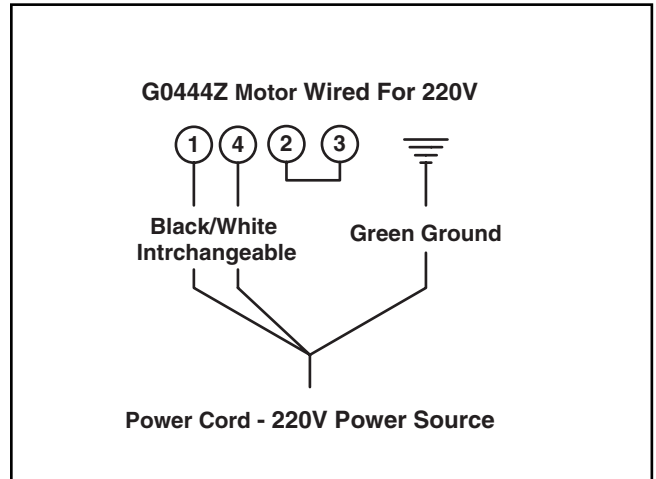 G0444Z Motor Wired For 220V
1 4 2 3
Black/White
Intrchangeable
Green Ground
Power Cord - 220V Power Source